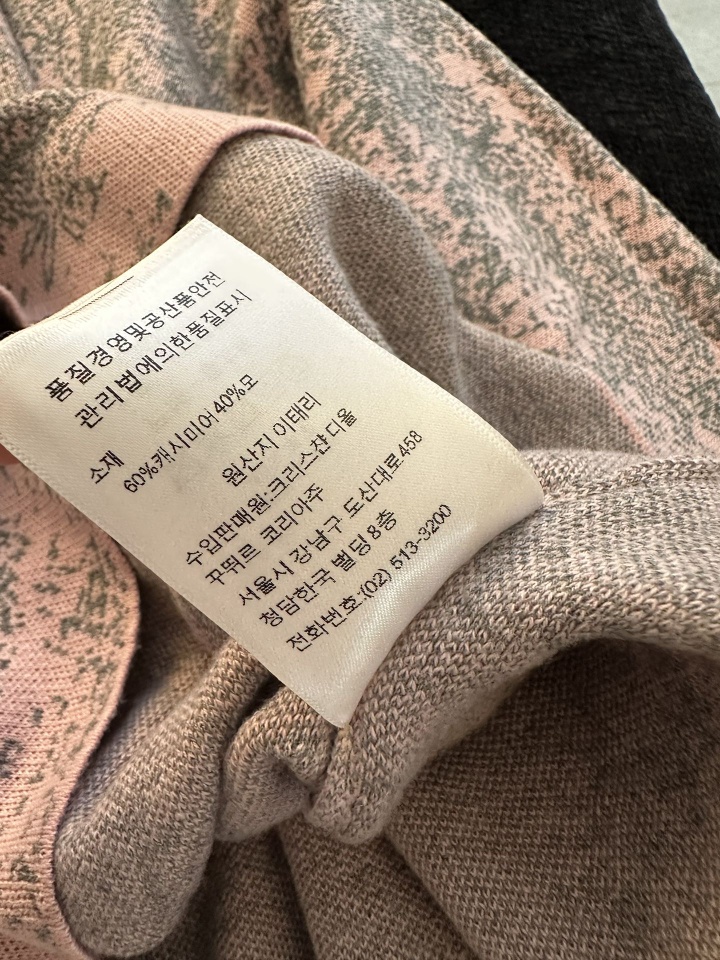 품질경영및공산품안전
관리법에의한품질표시
소재
60%캐시미어 40%모
원산지 이태리
수입판매원:크리스챤 디올
꾸뛰르 코리아주
서울시 강남구 도산대로458
청담한국 빌딩 8층
전화번호:(02) 513-3200